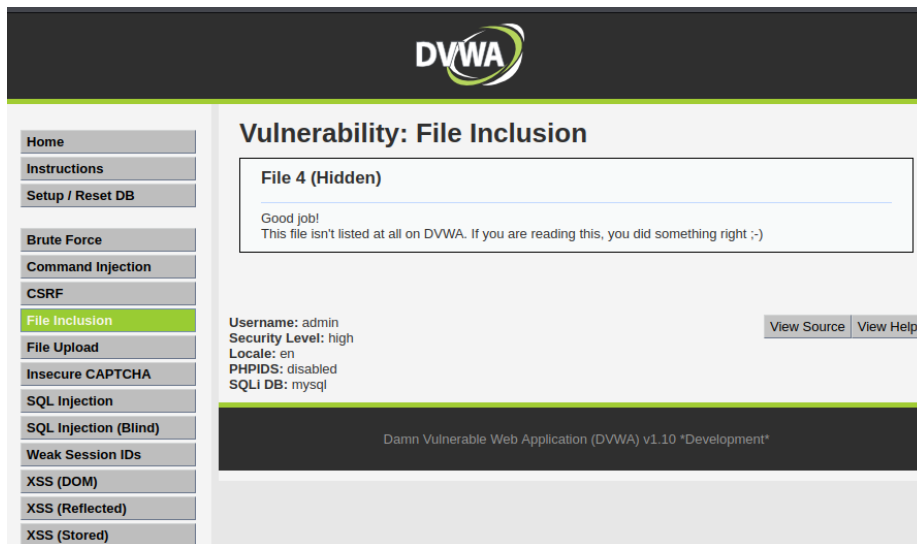 DVWA
Home
Instructions
Setup / Reset DB
Brute Force
Command Injection
CSRF
File Inclusion
File Upload
Insecure CAPTCHA
SQL Injection
SQL Injection (Blind)
Weak Session IDs
XSS (DOM)
XSS (Reflected)
XSS (Stored)
Vulnerability: File Inclusion
File 4 (Hidden)
Good job!
This file isn't listed at all on DVWA. If you are reading this, you did something right ;-)
Username: admin
Security Level: high
Locale: en
PHPIDS: disabled
SQLi DB: mysql
View Source View Help
Damn Vulnerable Web Application (DVWA) v1.10 *Development*